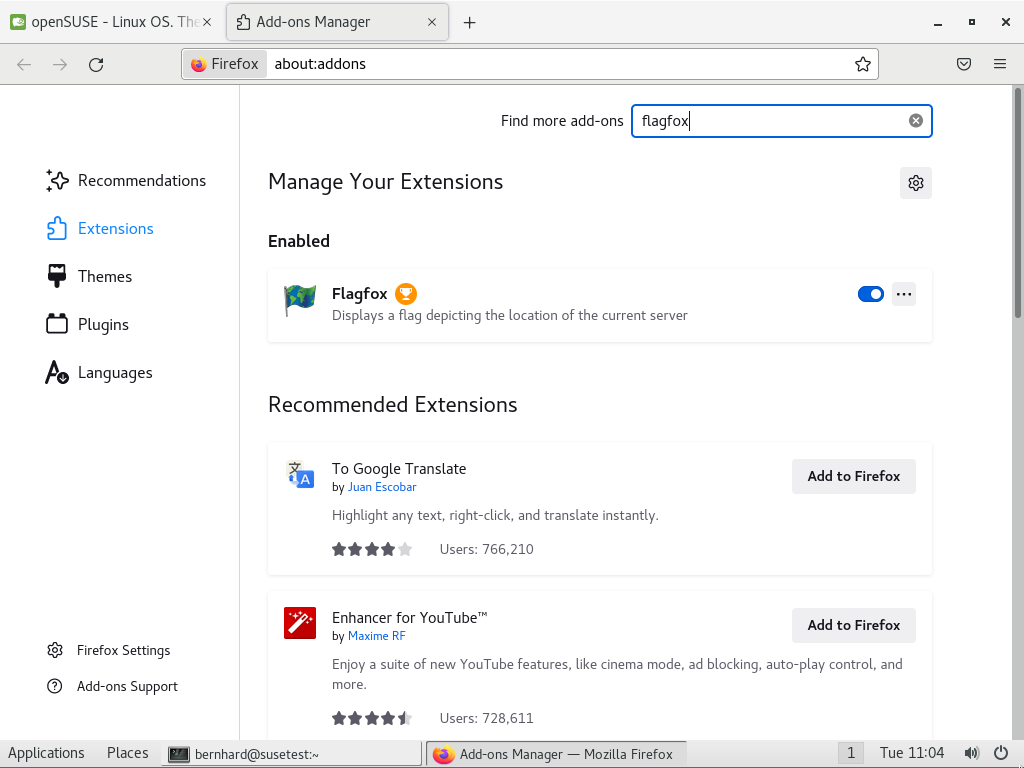 openSUSE - Linux OS. The
Add-ons Manager
Firefox
about:addons
Find more add-ons
flagfox
Recommendations
Extensions
Themes
Plugins
Languages
Firefox Settings
Add-ons Support
Manage Your Extensions
Enabled
Flagfox
Displays a flag depicting the location of the current server
Recommended Extensions
To Google Translate
by Juan Escobar
Add to Firefox
Highlight any text, right-click, and translate instantly.
Users: 766,210
Enhancer for YouTube™
by Maxime RF
Add to Firefox
Enjoy a suite of new YouTube features, like cinema mode, ad blocking, auto-play control, and
more.
Users: 728,611
Applications Places bernhard@susetest:~ Add-ons Manager — Mozilla Firefox 1 Tue 11:04